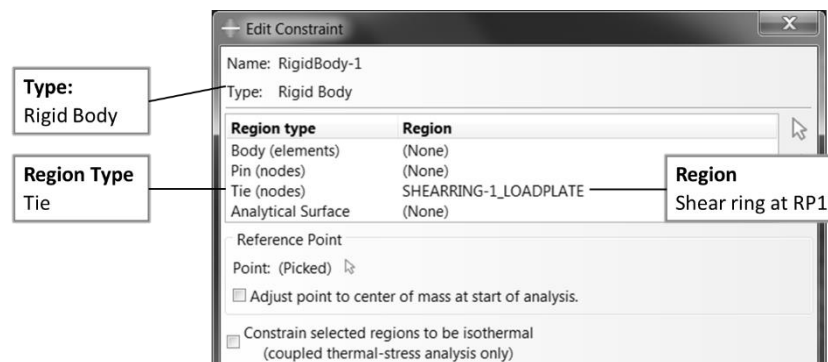 Edit Constraint
Name: RigidBody-1
Type: Rigid Body
Type:
Rigid Body
Region type Region
Body (elements) (None)
Pin (nodes) (None)
Tie (nodes) SHEARRING-1_LOADPLATE
Analytical Surface (None)
Region Type
Tie
Region
Shear ring at RP1
Reference Point
Point: (Picked)
Adjust point to center of mass at start of analysis.
Constrain selected regions to be isothermal
(coupled thermal-stress analysis only)